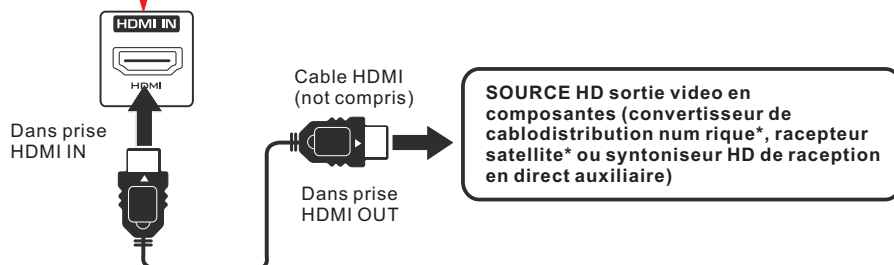 HDMI IN
HDMI
Dans prise
HDMI IN
Cable HDMI
(not compris)
Dans prise
HDMI OUT
SOURCE HD sortie video en
composantes (convertisseur de
cablodistribution num rique*, racepteur
satellite* ou syntoniseur HD de raception
en direct auxiliaire)